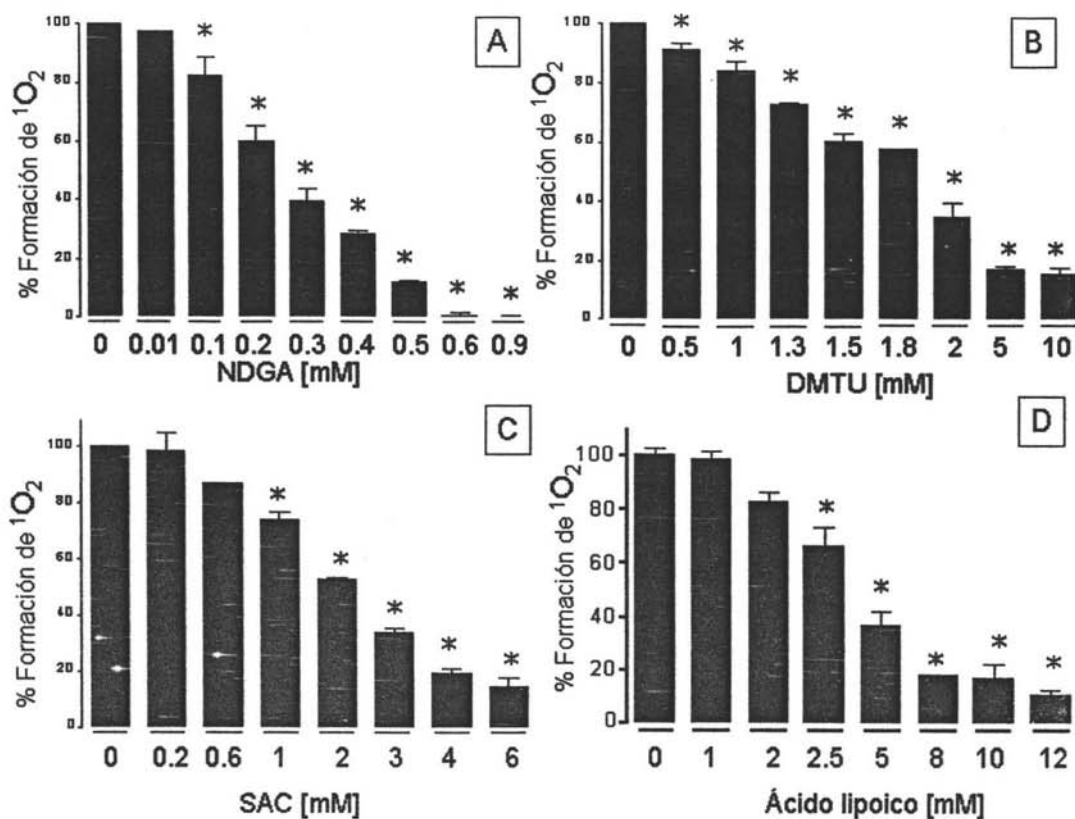 A
% Formación de ¹O₂
100
80
60
40
20
0
* * * * * * *
0 0.01 0.1 0.2 0.3 0.4 0.5 0.6 0.9
NDGA [mM]
B
% Formación de ¹O₂
100
80
60
40
20
0
* * * * * * * *
0 0.5 1 1.3 1.5 1.8 2 5 10
DMTU [mM]
C
% Formación de ¹O₂
100
80
60
40
20
0
* * * * *
0 0.2 0.6 1 2 3 4 6
SAC [mM]
D
% Formación de ¹O₂
100
80
60
40
20
0
* * * * *
0 1 2 2.5 5 8 10 12
Ácido lipoico [mM]